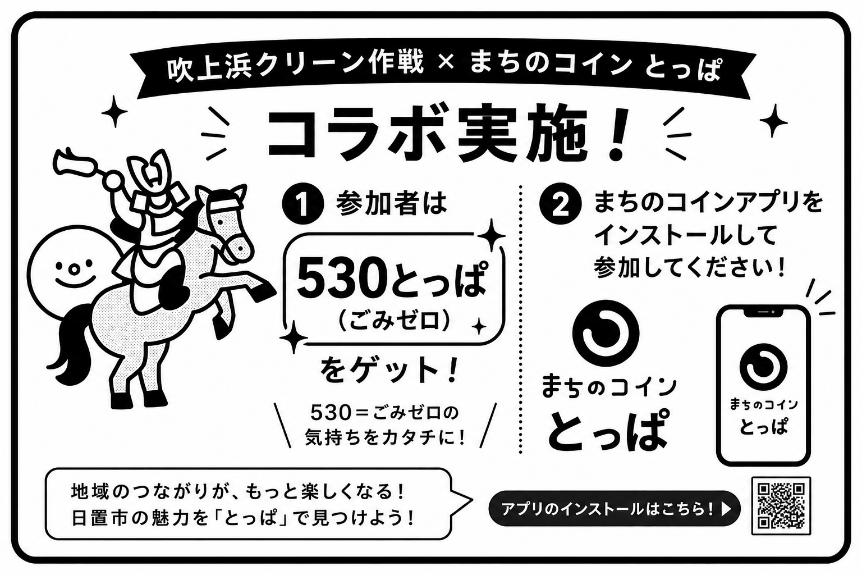 吹上浜クリーン作戦 × まちのコイン とっぱ
コラボ実施！
1 参加者は
530とっぱ
（ごみゼロ）
をゲット！
530＝ごみゼロの
気持ちをカタチに！
2 まちのコインアプリを
インストールして
参加してください！
まちのコイン
とっぱ
まちのコイン
とっぱ
地域のつながりが、もっと楽しくなる！
日置市の魅力を「とっぱ」で見つけよう！
アプリのインストールはこちら！